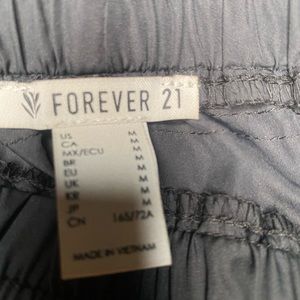 FOREVER 21
US M
CA M
MX/ECU M
BR M
EU M
UK M
KR M
JP M
CN 165/72A
MADE IN VIETNAM